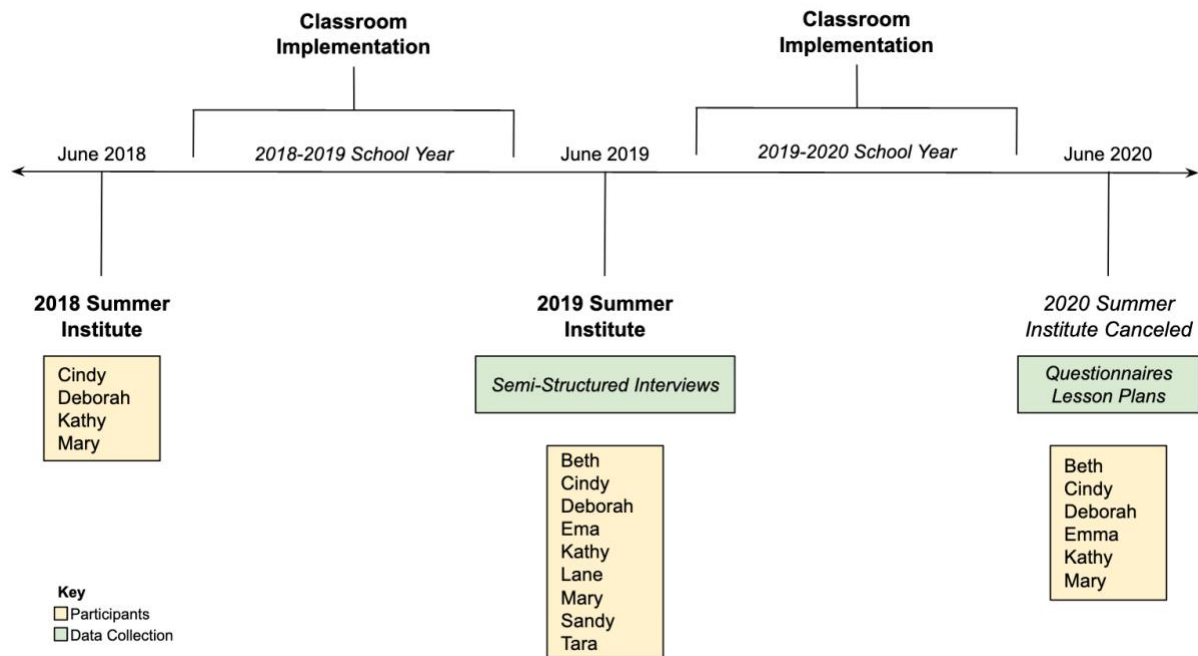 Classroom
Implementation
Classroom
Implementation
June 2018
2018-2019 School Year
June 2019
2019-2020 School Year
June 2020
2018 Summer
Institute
Cindy
Deborah
Kathy
Mary
2019 Summer
Institute
Semi-Structured Interviews
Beth
Cindy
Deborah
Ema
Kathy
Lane
Mary
Sandy
Tara
2020 Summer
Institute Canceled
Questionnaires
Lesson Plans
Beth
Cindy
Deborah
Emma
Kathy
Mary
Key
Participants
Data Collection